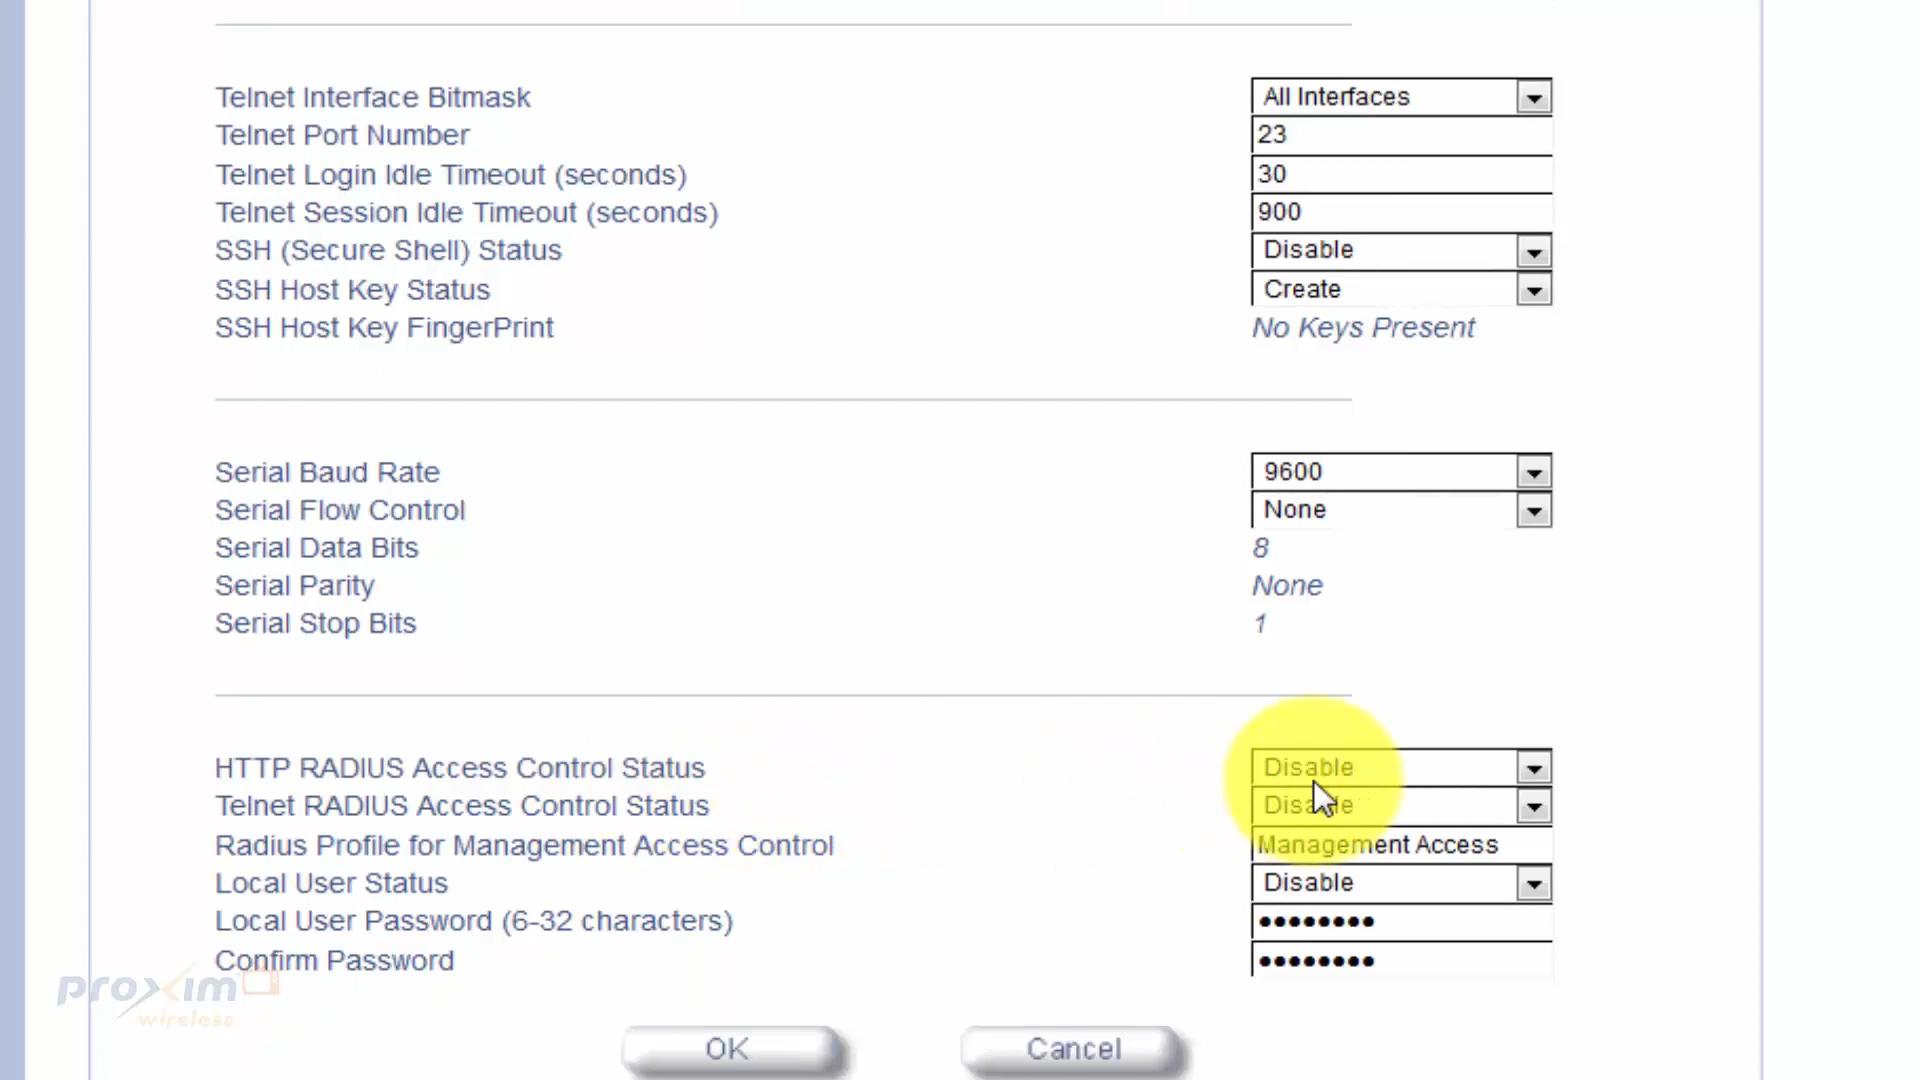 Telnet Interface Bitmask All Interfaces
Telnet Port Number 23
Telnet Login Idle Timeout (seconds) 30
Telnet Session Idle Timeout (seconds) 900
SSH (Secure Shell) Status Disable
SSH Host Key Status Create
SSH Host Key FingerPrint No Keys Present
Serial Baud Rate 9600
Serial Flow Control None
Serial Data Bits 8
Serial Parity None
Serial Stop Bits 1
HTTP RADIUS Access Control Status Disable
Telnet RADIUS Access Control Status Disable
Radius Profile for Management Access Control Management Access
Local User Status Disable
Local User Password (6-32 characters) ●●●●●●●●
Confirm Password ●●●●●●●●
proxim
wireless
OK Cancel